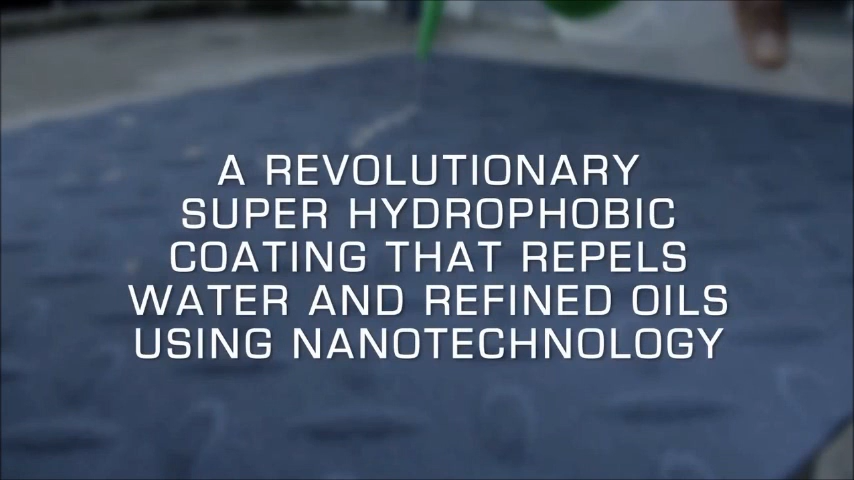 A REVOLUTIONARY
SUPER HYDROPHOBIC
COATING THAT REPELS
WATER AND REFINED OILS
USING NANOTECHNOLOGY